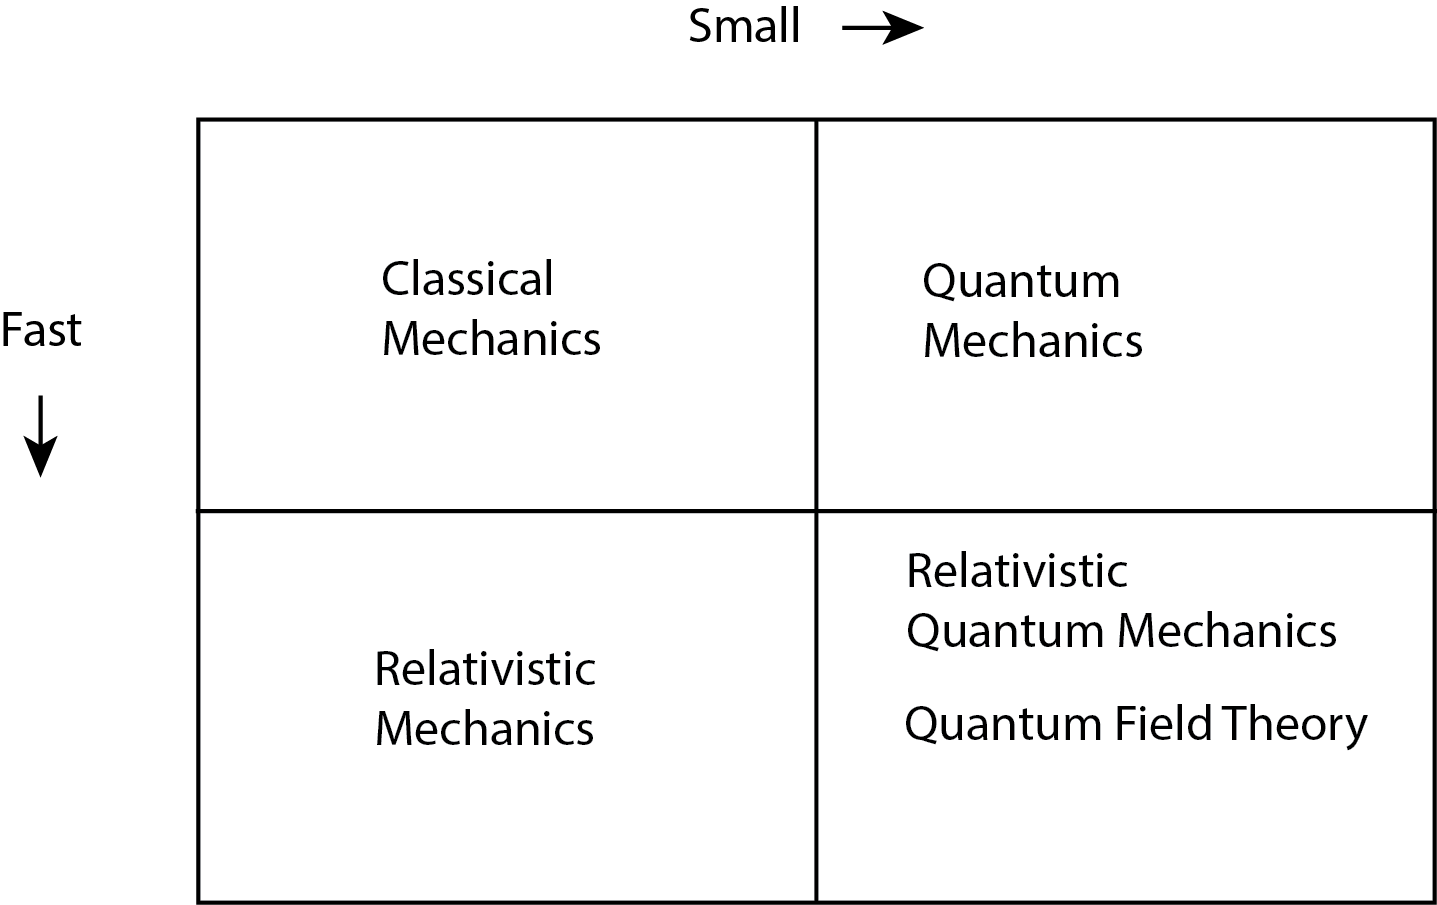 Small
Classical
Mechanics
Quantum
Mechanics
Fast
Relativistic
Quantum Mechanics
Relativistic
Mechanics
Quantum Field Theory